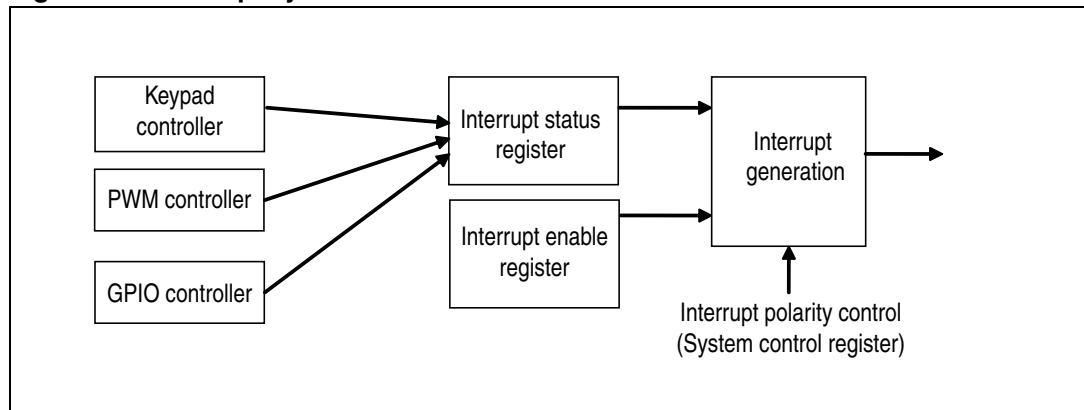 Keypad
controller
PWM controller
GPIO controller
Interrupt status
register
Interrupt enable
register
Interrupt
generation
Interrupt polarity control
(System control register)